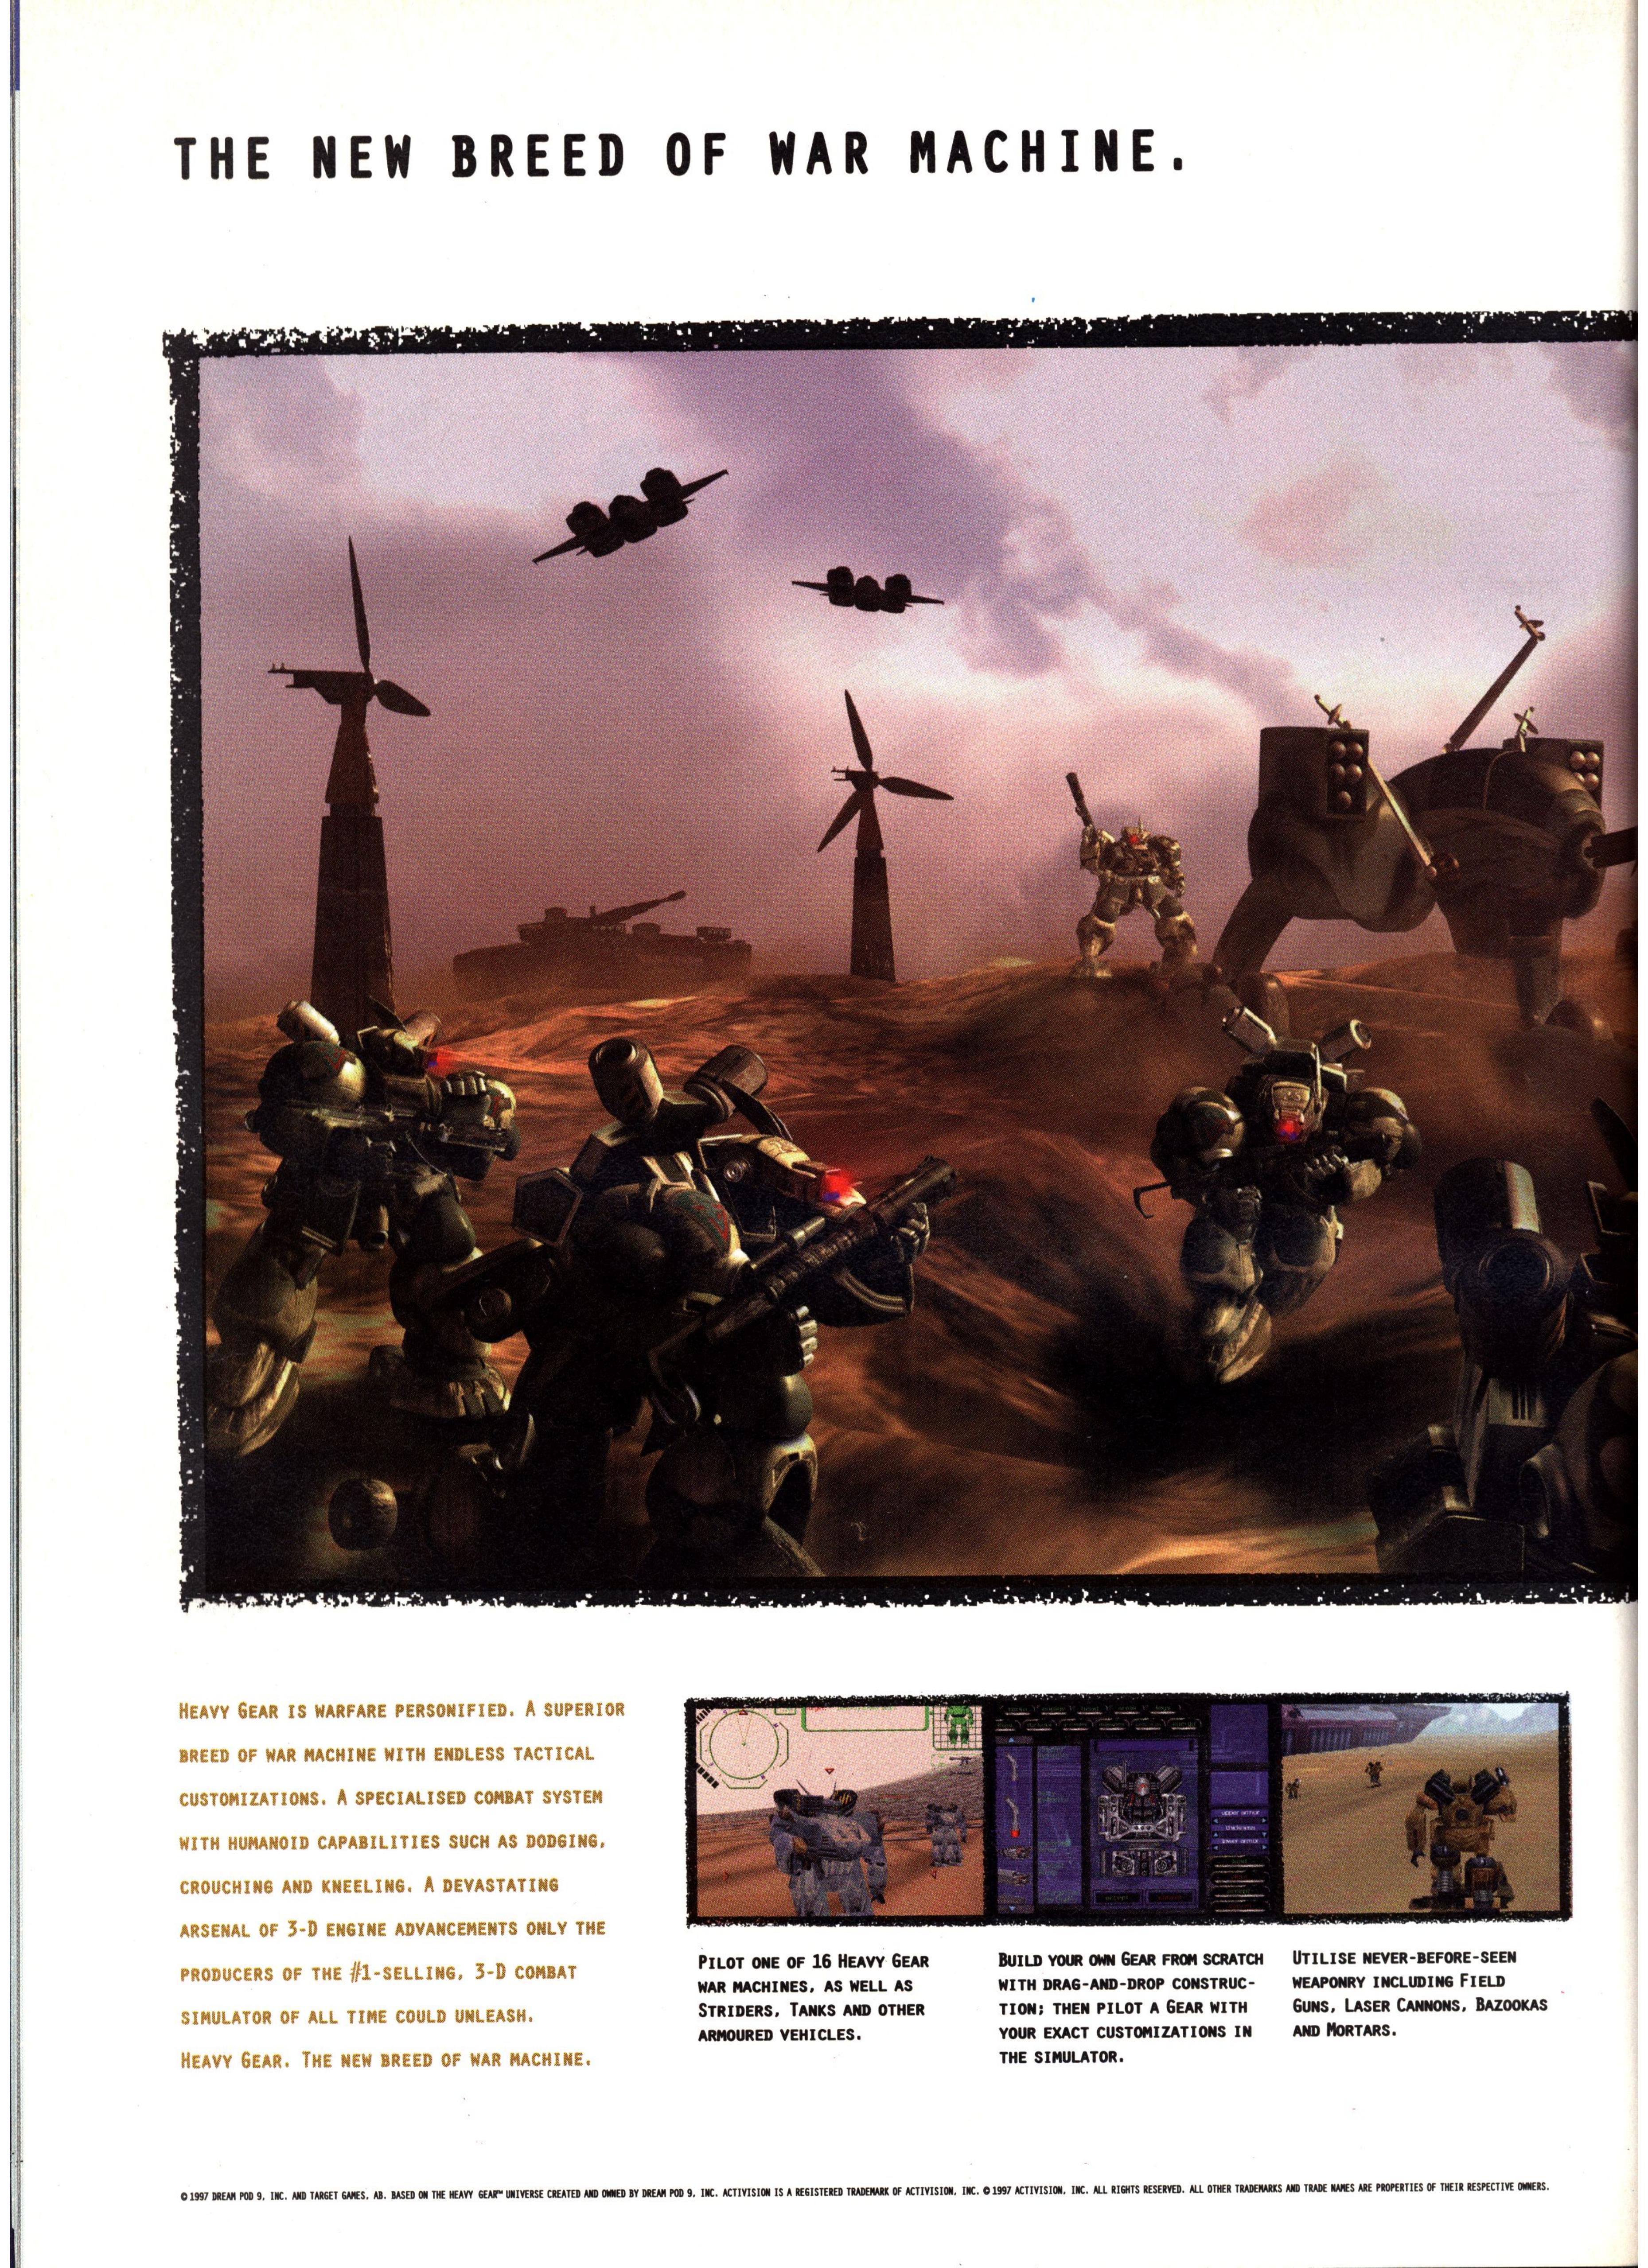 THE NEW BREED OF WAR MACHINE.
HEAVY GEAR IS WARFARE PERSONIFIED. A SUPERIOR
BREED OF WAR MACHINE WITH ENDLESS TACTICAL
CUSTOMIZATIONS. A SPECIALISED COMBAT SYSTEM
WITH HUMANOID CAPABILITIES SUCH AS DODGING,
CROUCHING AND KNEELING. A DEVASTATING
ARSENAL OF 3-D ENGINE ADVANCEMENTS ONLY THE
PRODUCERS OF THE #1-SELLING, 3-D COMBAT
SIMULATOR OF ALL TIME COULD UNLEASH.
HEAVY GEAR. THE NEW BREED OF WAR MACHINE.
upper armor
lower armor
PILOT ONE OF 16 HEAVY GEAR
WAR MACHINES, AS WELL AS
STRIDERS, TANKS AND OTHER
ARMOURED VEHICLES.
BUILD YOUR OWN GEAR FROM SCRATCH
WITH DRAG-AND-DROP CONSTRUC-
TION; THEN PILOT A GEAR WITH
YOUR EXACT CUSTOMIZATIONS IN
THE SIMULATOR.
UTILISE NEVER-BEFORE-SEEN
WEAPONRY INCLUDING FIELD
GUNS, LASER CANNONS, BAZOOKAS
AND MORTARS.
© 1997 DREAM POD 9, INC. AND TARGET GAMES, AB. BASED ON THE HEAVY GEAR™ UNIVERSE CREATED AND OWNED BY DREAM POD 9, INC. ACTIVISION IS A REGISTERED TRADEMARK OF ACTIVISION, INC. © 1997 ACTIVISION, INC. ALL RIGHTS RESERVED. ALL OTHER TRADEMARKS AND TRADE NAMES ARE PROPERTIES OF THEIR RESPECTIVE OWNERS.